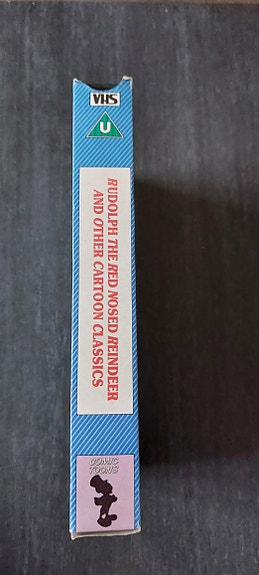 VHS
U
RUDOLPH THE RED NOSED REINDEER
AND OTHER CARTOON CLASSICS
COMIC
TOONS